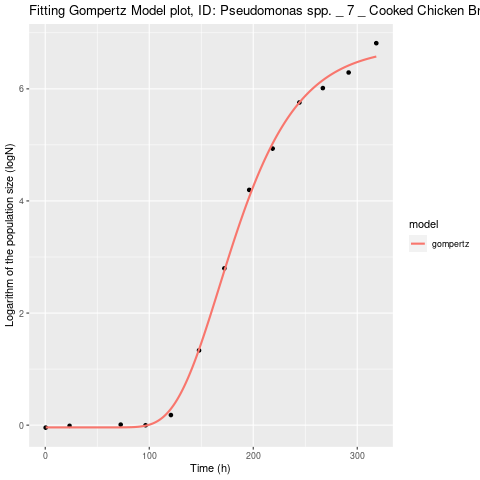 Fitting Gompertz Model plot, ID: Pseudomonas spp. _ 7 _ Cooked Chicken Br
Logarithm of the population size (logN)
6
4
2
0
0 100 200 300
Time (h)
model
gompertz